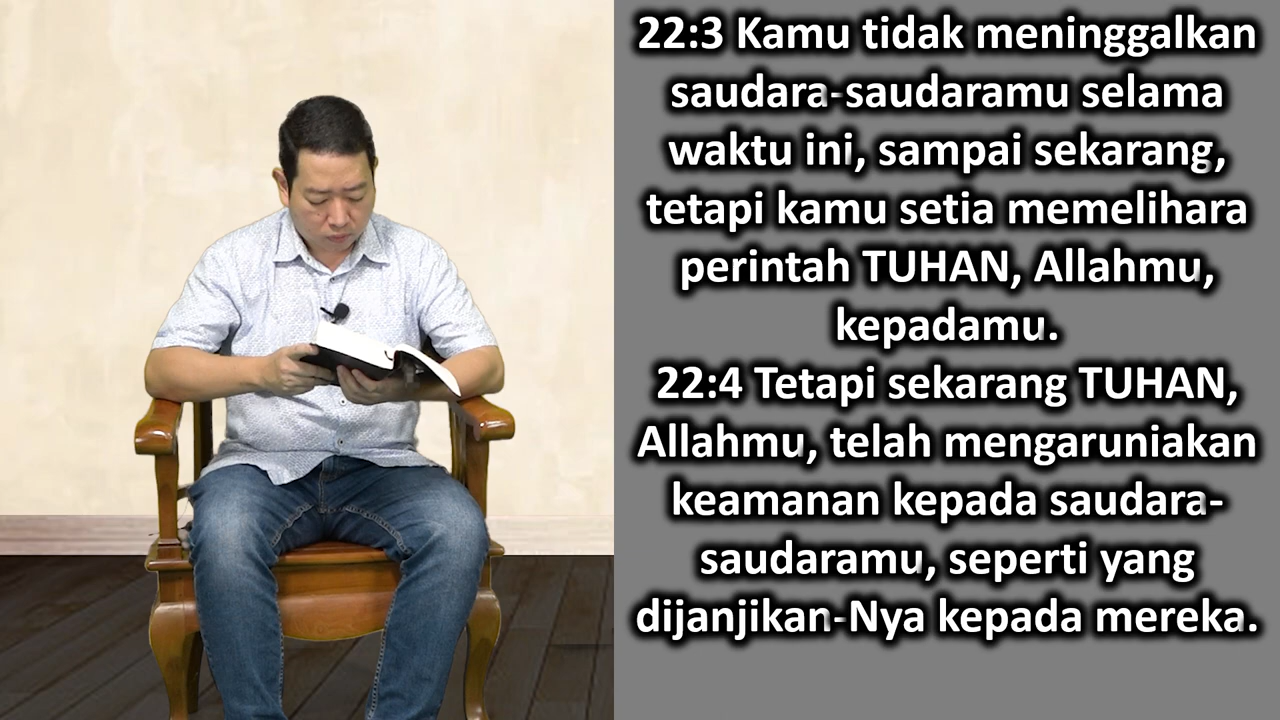 22:3 Kamu tidak meninggalkan
saudara-saudaramu selama
waktu ini, sampai sekarang,
tetapi kamu setia memelihara
perintah TUHAN, Allahmu,
kepadamu.
22:4 Tetapi sekarang TUHAN,
Allahmu, telah mengaruniakan
keamanan kepada saudara-
saudaramu, seperti yang
dijanjikan-Nya kepada mereka.